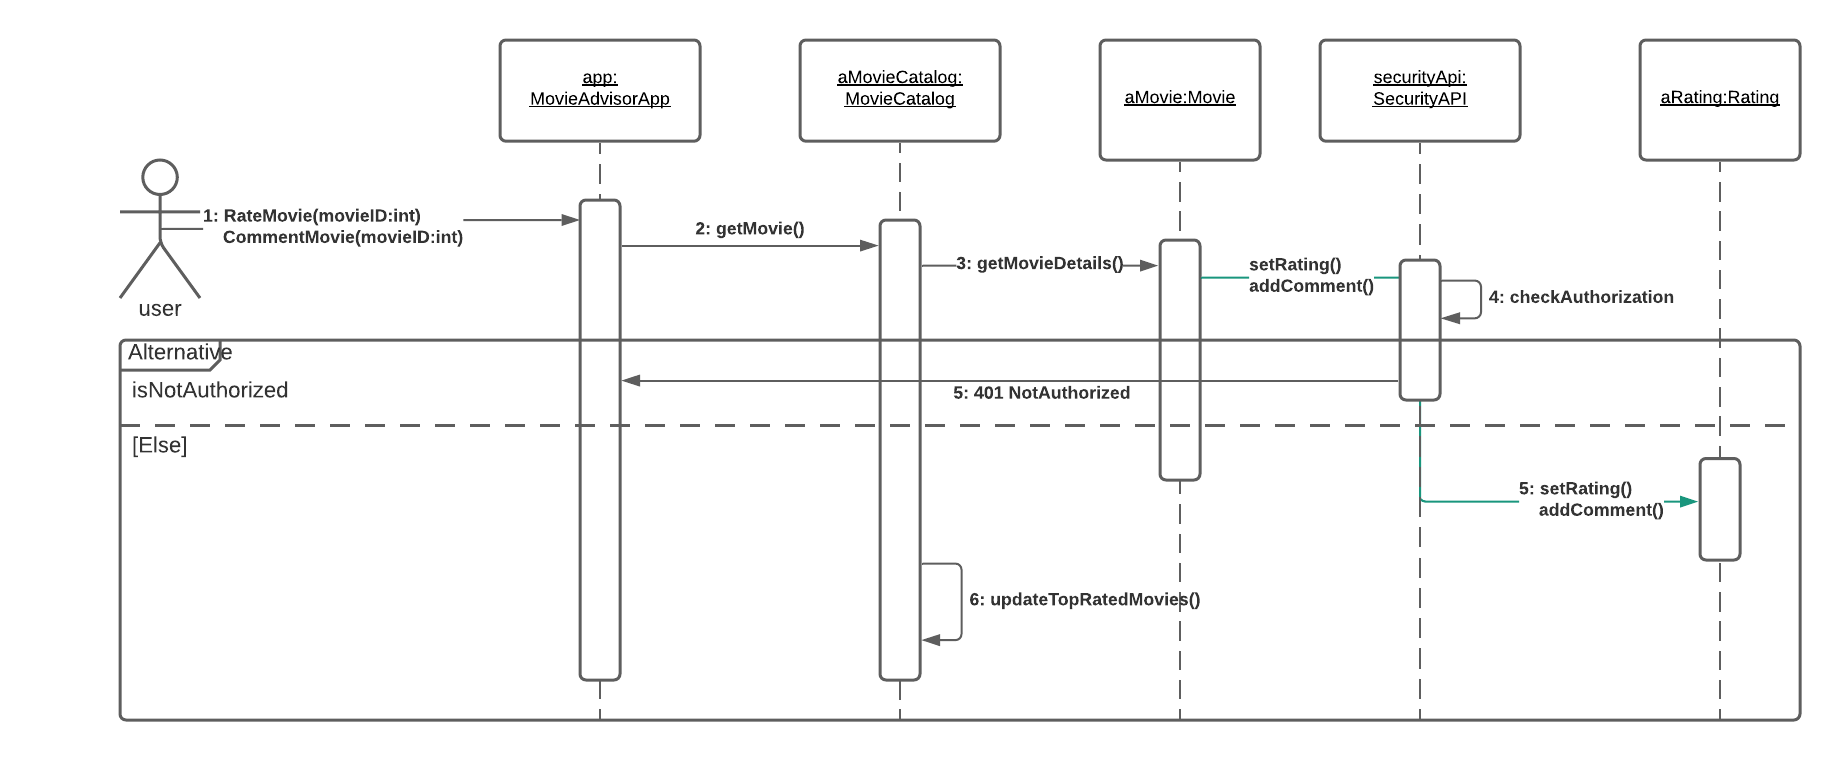 app:
MovieAdvisorApp
aMovieCatalog:
MovieCatalog
aMovie:Movie
securityApi:
SecurityAPI
aRating:Rating
1: RateMovie(movieID:int)
CommentMovie(movieID:int)
2: getMovie()
3: getMovieDetails()
setRating()
addComment()
4: checkAuthorization
user
Alternative
isNotAuthorized
5: 401 NotAuthorized
[Else]
5: setRating()
addComment()
6: updateTopRatedMovies()